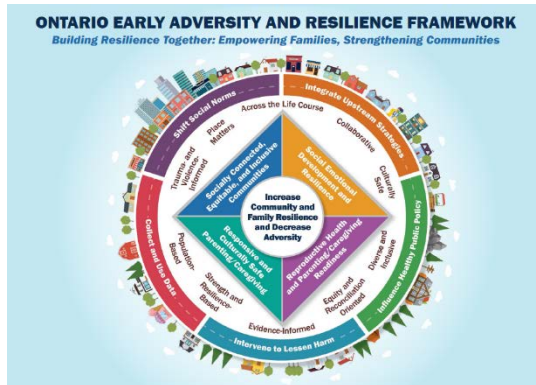 ONTARIO EARLY ADVERSITY AND RESILIENCE FRAMEWORK
Building Resilience Together: Empowering Families, Strengthening Communities
Shift Social Norms
Integrate Upstream Strategies
Influence Healthy Public Policy
Intervene to Lessen Harm
Collect and Use Data
Across the Life Course
Collaborative
Culturally
Safe
Diverse and
Inclusive
Equity and
Reconciliation
Oriented
Evidence-Informed
Strength and
Resilience-
Based
Population-
Based
Trauma- and
Violence-
Informed
Place
Matters
Socially Connected,
Equitable, and Inclusive
Communities
Social Emotional
Development and
Resilience
Reproductive Health
and Parenting/Caregiving
Readiness
Responsive and
Culturally Safe
Parenting/Caregiving
Increase
Community and
Family Resilience
and Decrease
Adversity